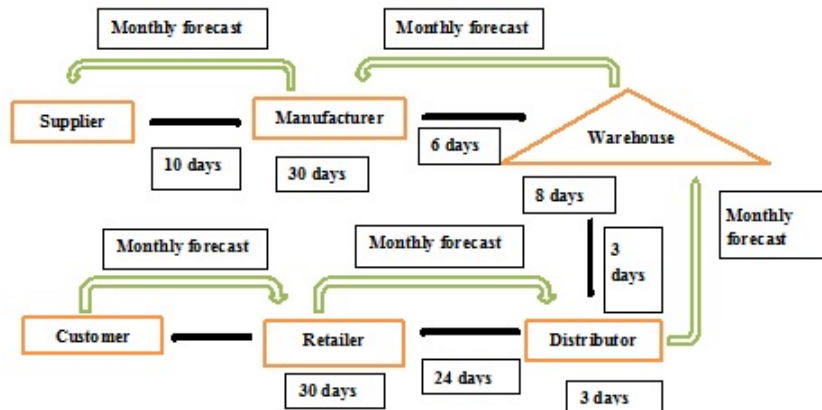 Monthly forecast
Monthly forecast
Supplier
Manufacturer
Warehouse
10 days
30 days
6 days
8 days
Monthly
forecast
Monthly forecast
Monthly forecast
3
days
Customer
Retailer
Distributor
30 days
24 days
3 days